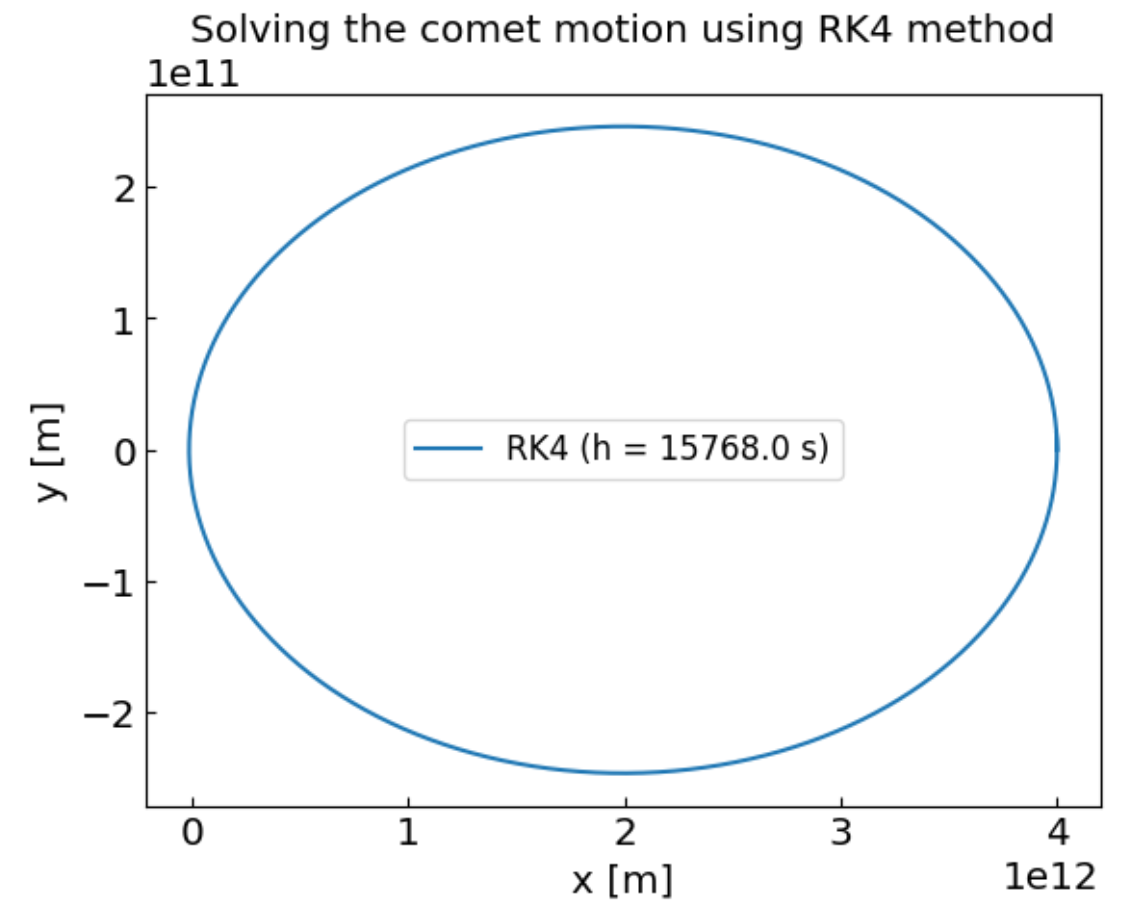 Solving the comet motion using RK4 method
1e11
2
1
0
−1
−2
y [m]
RK4 (h = 15768.0 s)
0 1 2 3 4
x [m]
1e12